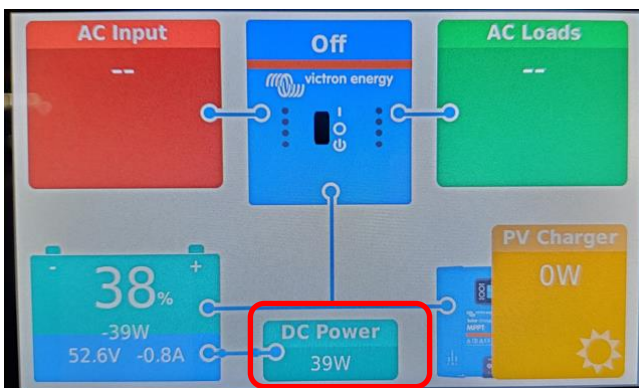 AC Input
--
Off
victron energy
AC Loads
--
PV Charger
0W
MPPT
- +
38%
-39W
52.6V -0.8A
DC Power
39W